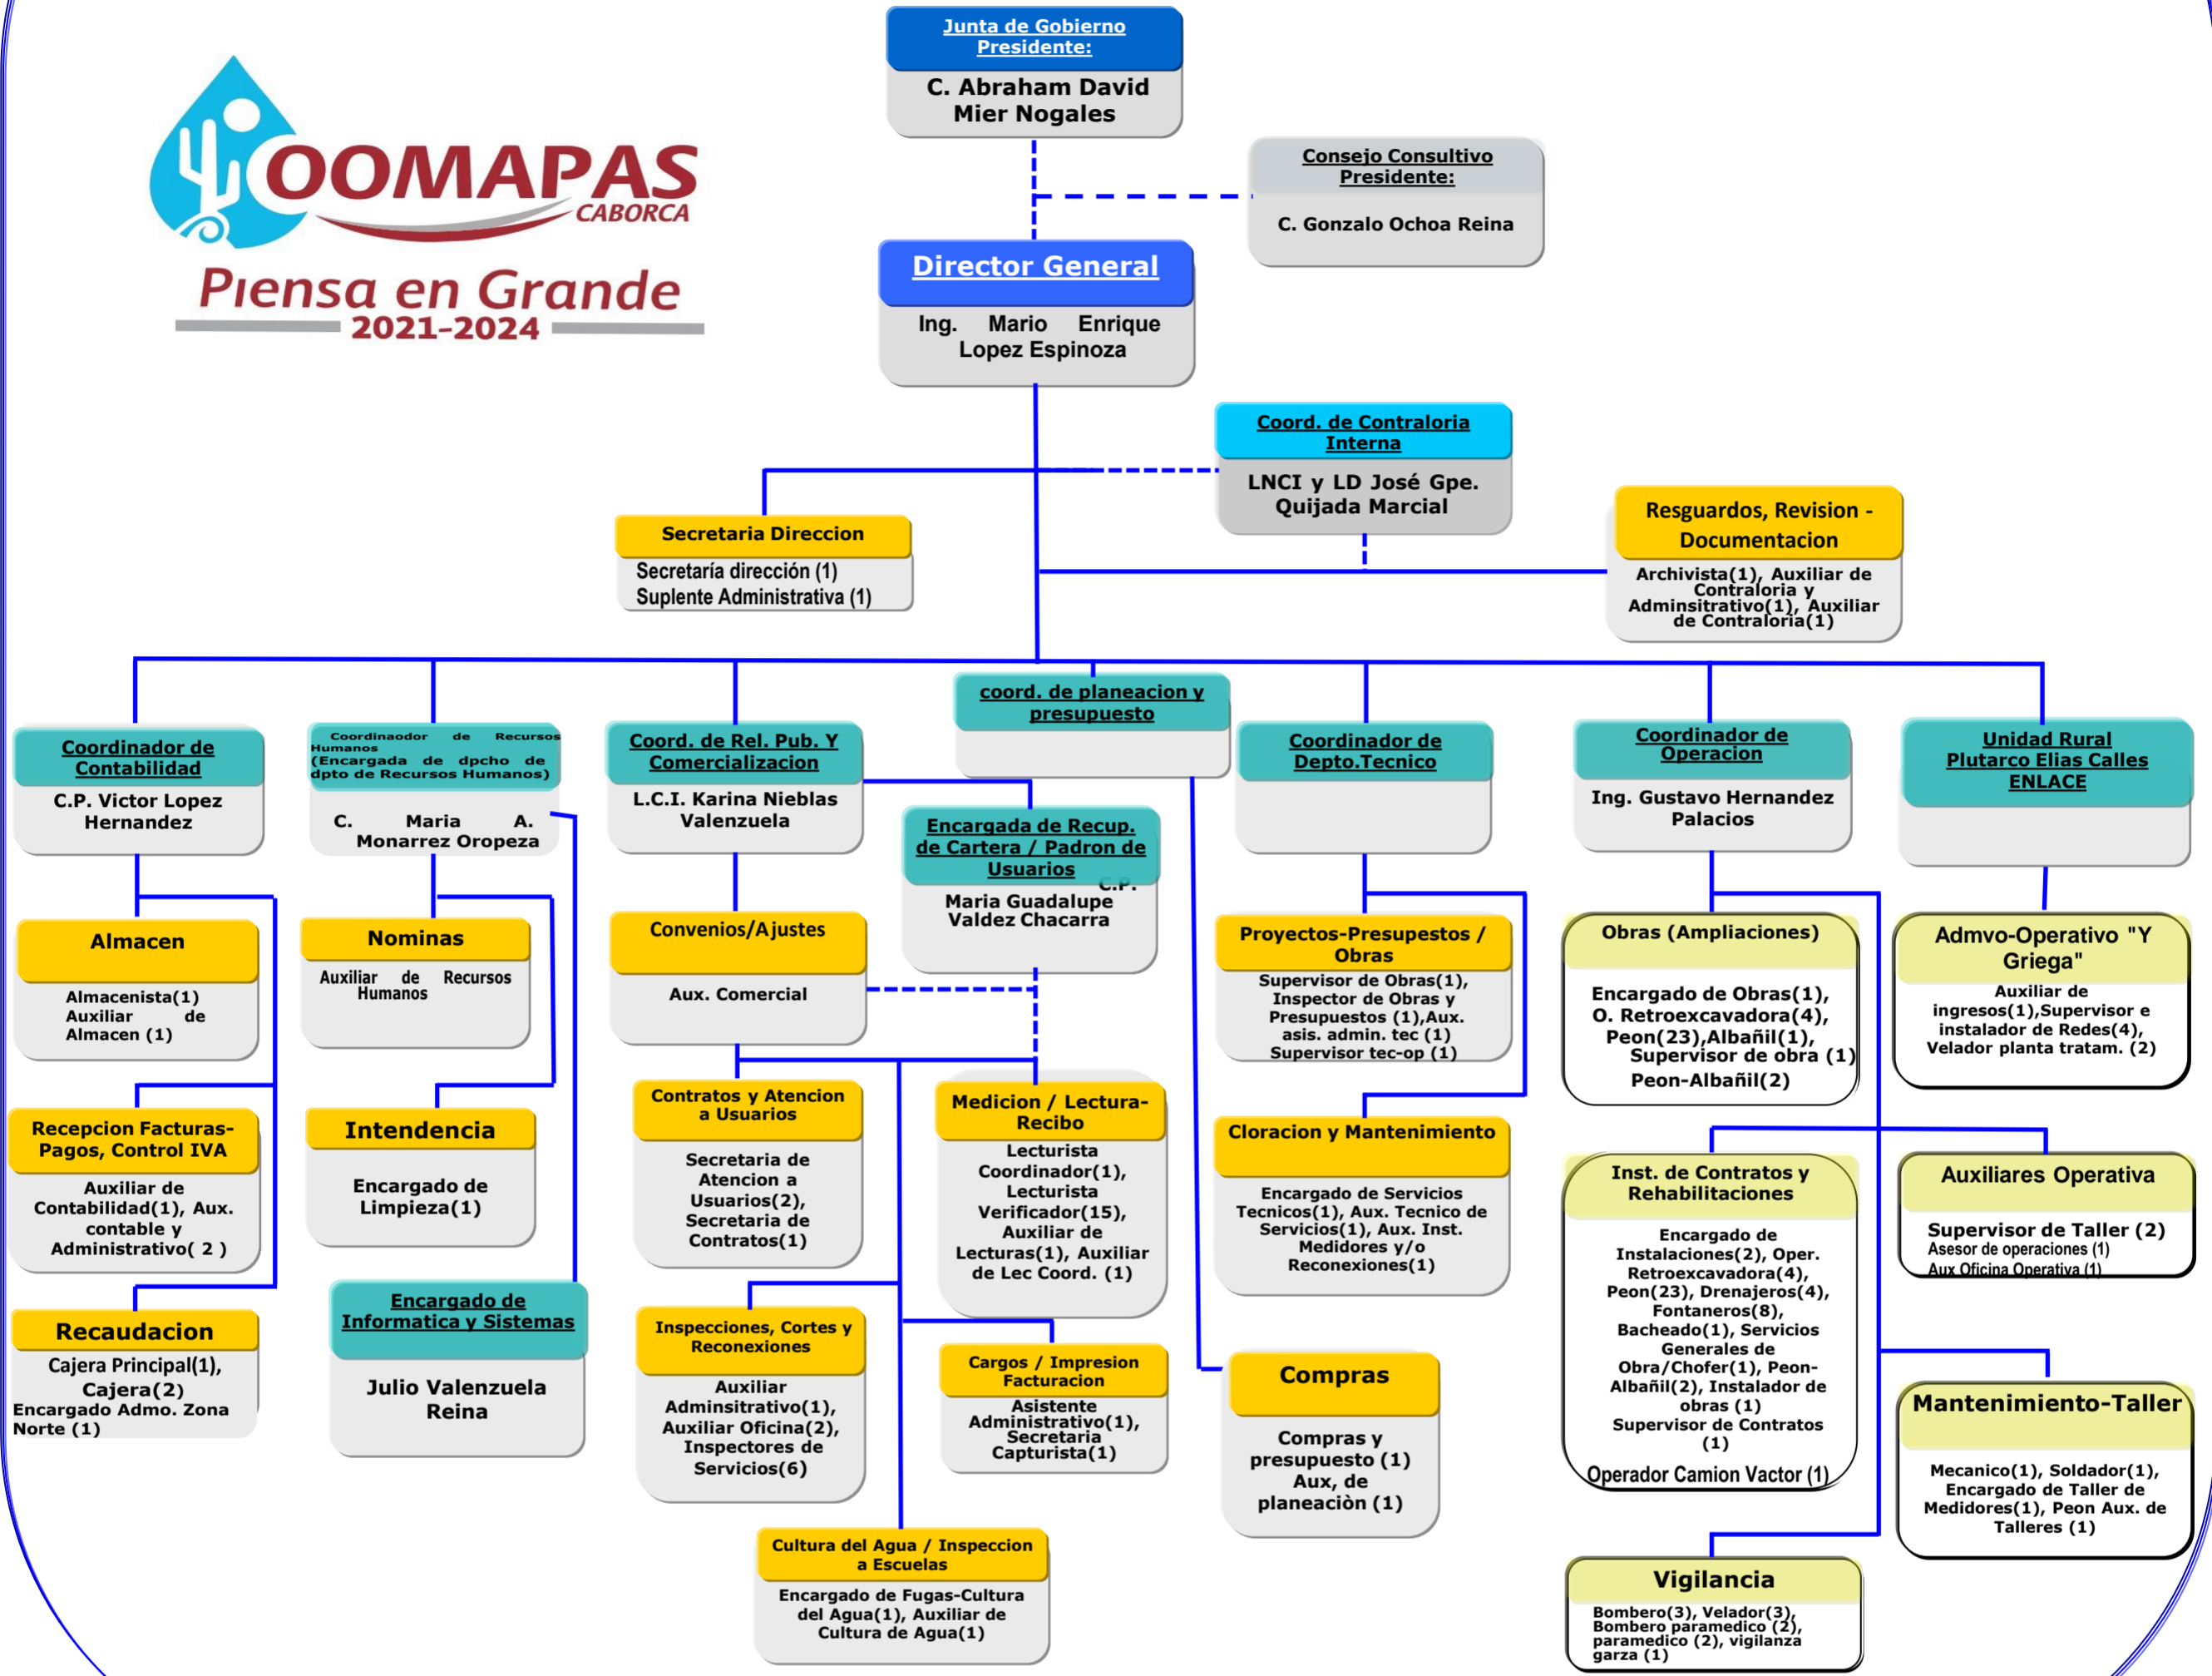 Junta de Gobierno
Presidente:
C. Abraham David
Mier Nogales
OOMAPAS
CABORCA
Piensa en Grande
2021-2024
Consejo Consultivo
Presidente:
C. Gonzalo Ochoa Reina
Director General
Ing. Mario Enrique
Lopez Espinoza
Coord. de Contraloria
Interna
LNCI y LD José Gpe.
Quijada Marcial
Secretaria Direccion
Secretaría dirección (1)
Suplente Administrativa (1)
Resguardos, Revision -
Documentacion
Archivista(1), Auxiliar de
Contraloria y
Adminsitrativo(1), Auxiliar
de Contraloria(1)
Coordinador de
Contabilidad
C.P. Victor Lopez
Hernandez
Coordinaodor de Recursos
Humanos
(Encargada de dpcho de
dpto de Recursos Humanos)
C. Maria A.
Monarrez Oropeza
Coord. de Rel. Pub. Y
Comercializacion
L.C.I. Karina Nieblas
Valenzuela
coord. de planeacion y
presupuesto
Encargada de Recup.
de Cartera / Padron de
Usuarios
C.P.
Maria Guadalupe
Valdez Chacarra
Coordinador de
Depto.Tecnico
Coordinador de
Operacion
Ing. Gustavo Hernandez
Palacios
Unidad Rural
Plutarco Elias Calles
ENLACE
Almacen
Almacenista(1)
Auxiliar de
Almacen (1)
Nominas
Auxiliar de Recursos
Humanos
Convenios/Ajustes
Aux. Comercial
Proyectos-Presupestos /
Obras
Supervisor de Obras(1),
Inspector de Obras y
Presupuestos (1),Aux.
asis. admin. tec (1)
Supervisor tec-op (1)
Obras (Ampliaciones)
Encargado de Obras(1),
O. Retroexcavadora(4),
Peon(23),Albañil(1),
Supervisor de obra (1)
Peon-Albañil(2)
Admvo-Operativo "Y
Griega"
Auxiliar de
ingresos(1),Supervisor e
instalador de Redes(4),
Velador planta tratam. (2)
Recepcion Facturas-
Pagos, Control IVA
Auxiliar de
Contabilidad(1), Aux.
contable y
Administrativo( 2 )
Intendencia
Encargado de
Limpieza(1)
Contratos y Atencion
a Usuarios
Secretaria de
Atencion a
Usuarios(2),
Secretaria de
Contratos(1)
Medicion / Lectura-
Recibo
Lecturista
Coordinador(1),
Lecturista
Verificador(15),
Auxiliar de
Lecturas(1), Auxiliar
de Lec Coord. (1)
Cloracion y Mantenimiento
Encargado de Servicios
Tecnicos(1), Aux. Tecnico de
Servicios(1), Aux. Inst.
Medidores y/o
Reconexiones(1)
Inst. de Contratos y
Rehabilitaciones
Encargado de
Instalaciones(2), Oper.
Retroexcavadora(4),
Peon(23), Drenajeros(4),
Fontaneros(8),
Bacheado(1), Servicios
Generales de
Obra/Chofer(1), Peon-
Albañil(2), Instalador de
obras (1)
Supervisor de Contratos
(1)
Operador Camion Vactor (1)
Auxiliares Operativa
Supervisor de Taller (2)
Asesor de operaciones (1)
Aux Oficina Operativa (1)
Recaudacion
Cajera Principal(1),
Cajera(2)
Encargado Admo. Zona
Norte (1)
Encargado de
Informatica y Sistemas
Julio Valenzuela
Reina
Inspecciones, Cortes y
Reconexiones
Auxiliar
Adminsitrativo(1),
Auxiliar Oficina(2),
Inspectores de
Servicios(6)
Cargos / Impresion
Facturacion
Asistente
Administrativo(1),
Secretaria
Capturista(1)
Compras
Compras y
presupuesto (1)
Aux, de
planeaciòn (1)
Mantenimiento-Taller
Mecanico(1), Soldador(1),
Encargado de Taller de
Medidores(1), Peon Aux. de
Talleres (1)
Cultura del Agua / Inspeccion
a Escuelas
Encargado de Fugas-Cultura
del Agua(1), Auxiliar de
Cultura de Agua(1)
Vigilancia
Bombero(3), Velador(3),
Bombero paramedico (2),
paramedico (2), vigilanza
garza (1)